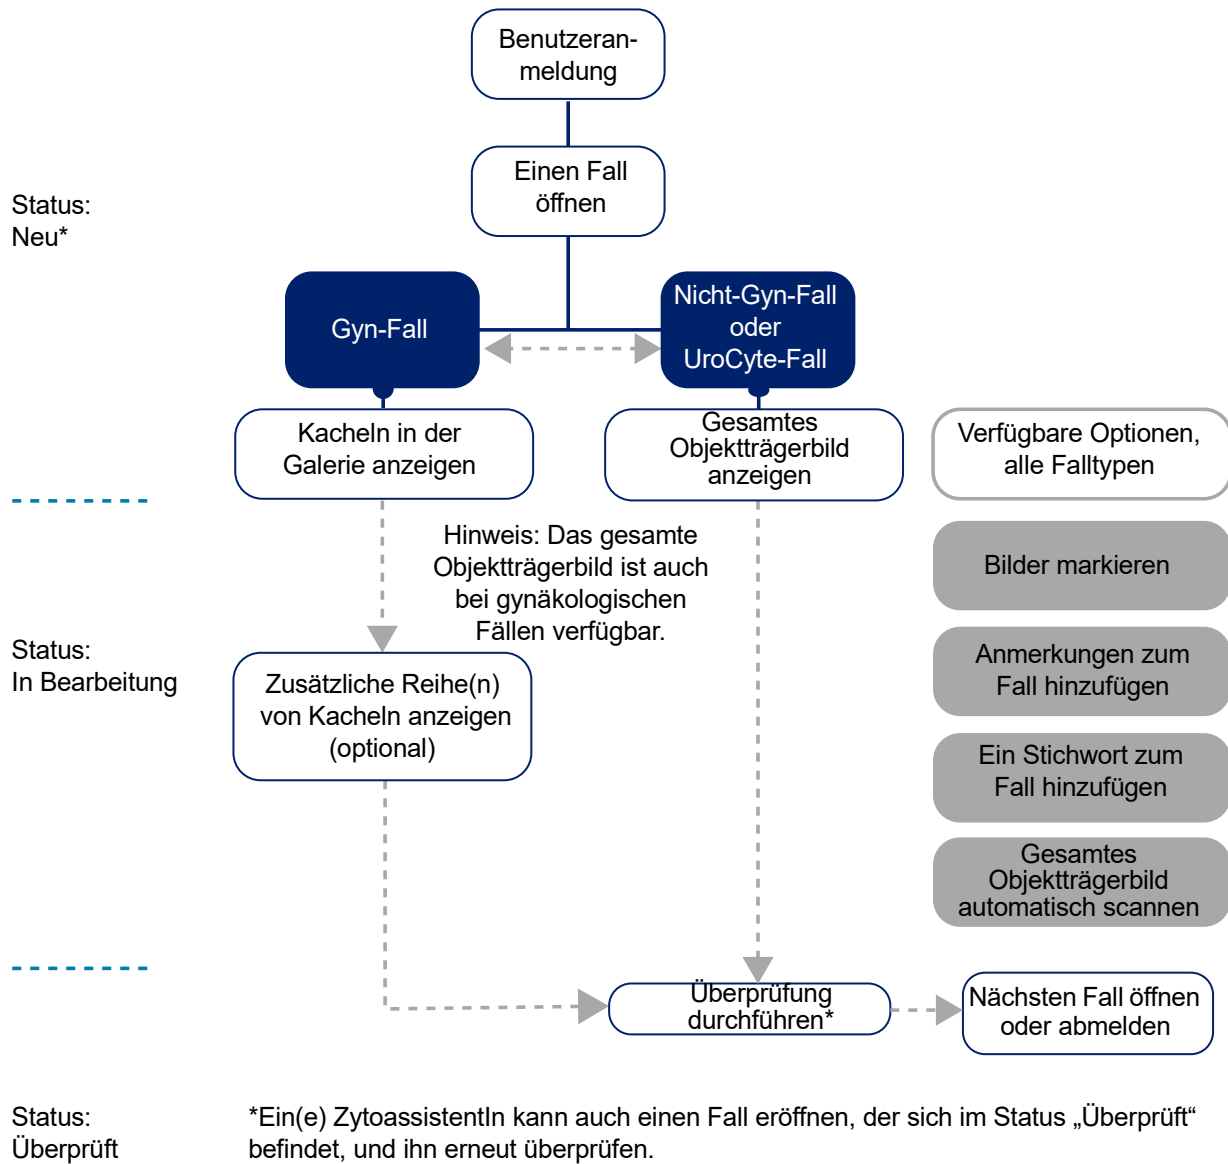 Benutzeran-
meldung
Einen Fall
öffnen
Status:
Neu*
Gyn-Fall
Nicht-Gyn-Fall
oder
UroCyte-Fall
Kacheln in der
Galerie anzeigen
Gesamtes
Objektträgerbild
anzeigen
Verfügbare Optionen,
alle Falltypen
Hinweis: Das gesamte
Objektträgerbild ist auch
bei gynäkologischen
Fällen verfügbar.
Bilder markieren
Status:
In Bearbeitung
Zusätzliche Reihe(n)
von Kacheln anzeigen
(optional)
Anmerkungen zum
Fall hinzufügen
Ein Stichwort zum
Fall hinzufügen
Gesamtes
Objektträgerbild
automatisch scannen
Überprüfung
durchführen*
Nächsten Fall öffnen
oder abmelden
Status:
Überprüft
*Ein(e) ZytoassistentIn kann auch einen Fall eröffnen, der sich im Status „Überprüft“
befindet, und ihn erneut überprüfen.